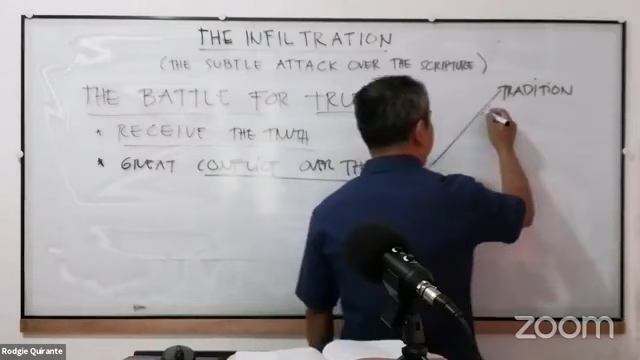 THE INFILTRATION
(THE SUBTLE ATTACK OVER THE SCRIPTURE)
THE BATTLE FOR
TRADITION
* RECEIVE THE TRUTH
* GREAT CONFLICT OVER
zoom
Rodgie Quirante